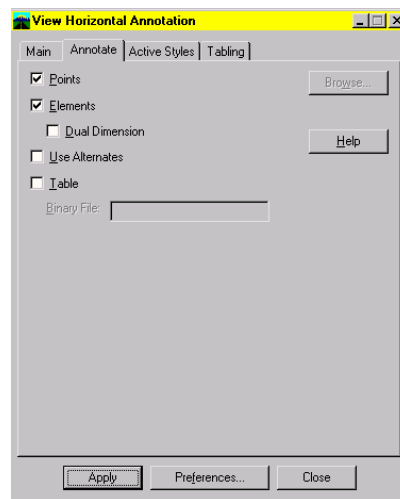 View Horizontal Annotation
Main Annotate Active Styles Tabling
Points Browse...
Elements
Dual Dimension
Help
Use Alternates
Table
Binary File:
Apply Preferences... Close